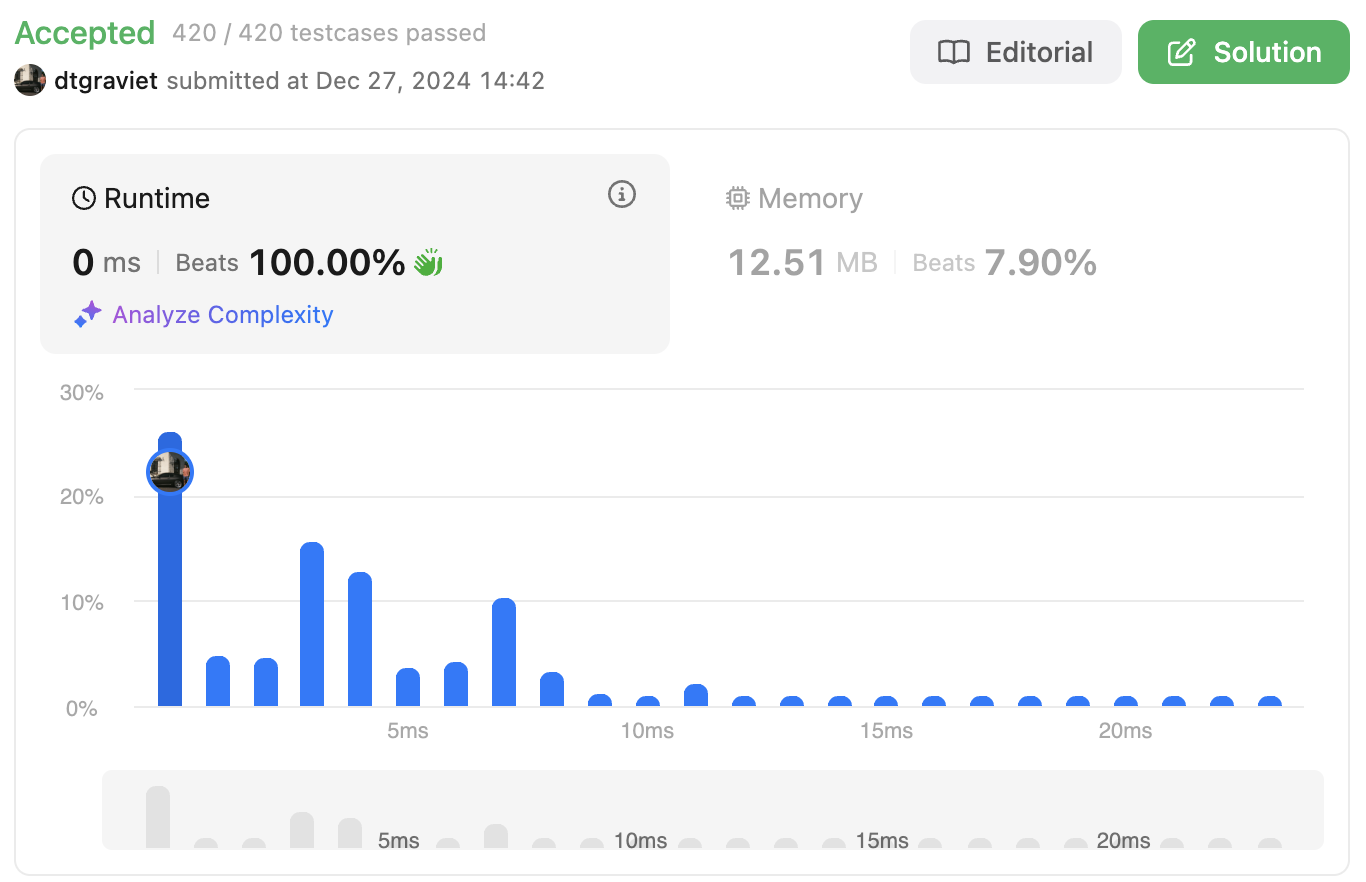 Accepted 420 / 420 testcases passed
dtgraviet submitted at Dec 27, 2024 14:42
Editorial
Solution
Runtime
0 ms Beats 100.00%
Analyze Complexity
Memory
12.51 MB Beats 7.90%
30%
20%
10%
0%
5ms 10ms 15ms 20ms
5ms 10ms 15ms 20ms